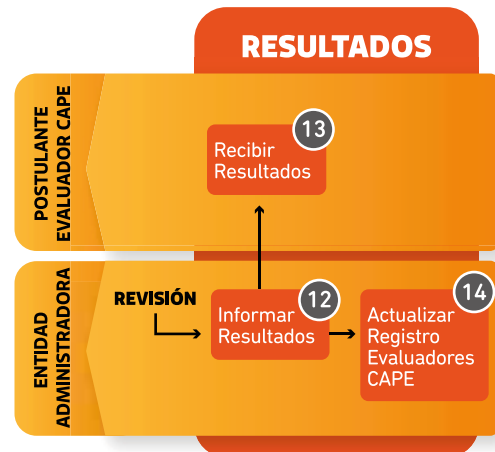 RESULTADOS
POSTULANTE
EVALUADOR CAPE
13
Recibir
Resultados
ENTIDAD
ADMINISTRADORA
REVISIÓN
12
Informar
Resultados
14
Actualizar
Registro
Evaluadores
CAPE